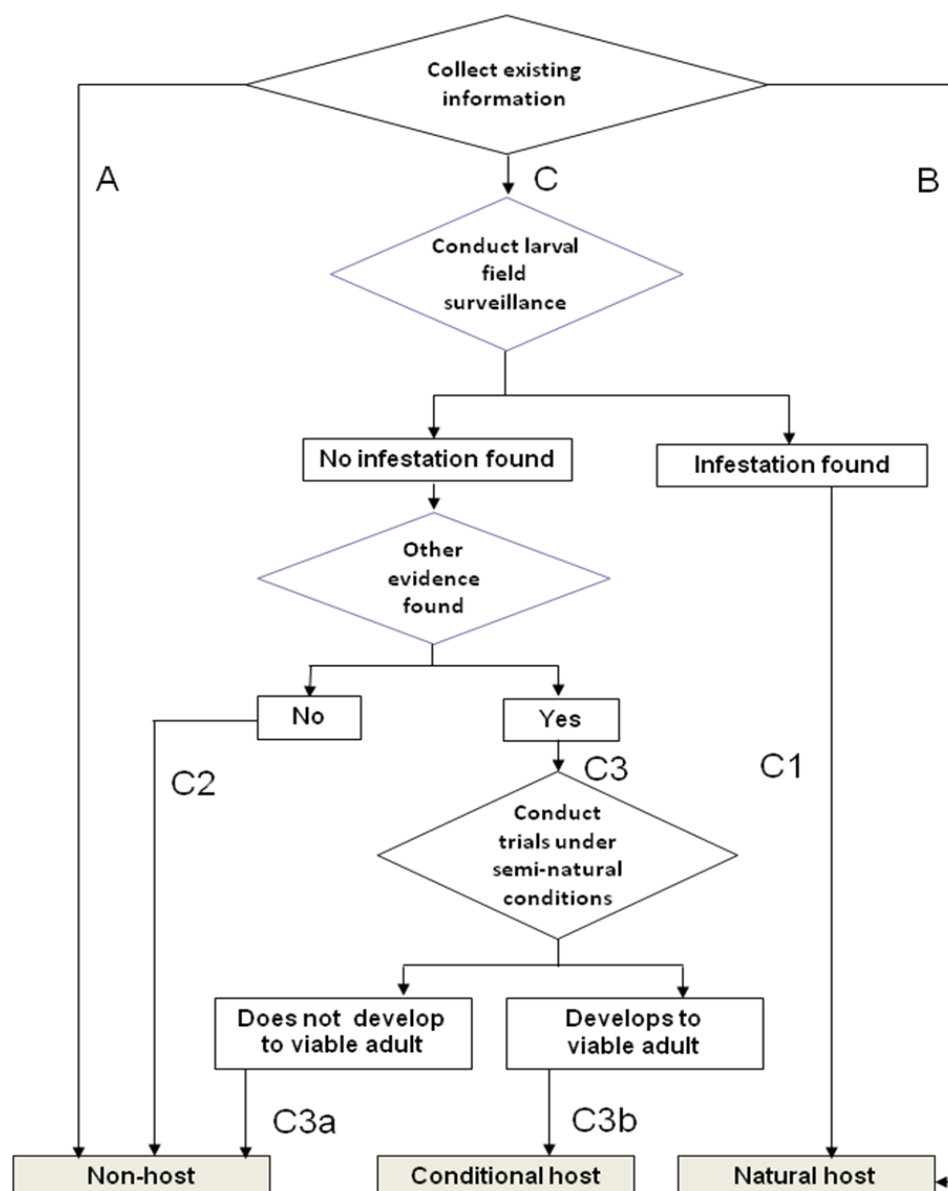 Collect existing
information
A
C
B
Conduct larval
field
surveillance
No infestation found
Infestation found
Other
evidence
found
No
Yes
C2
C3
C1
Conduct
trials under
semi-natural
conditions
Does not develop
to viable adult
Develops to
viable adult
C3a
C3b
Non-host
Conditional host
Natural host